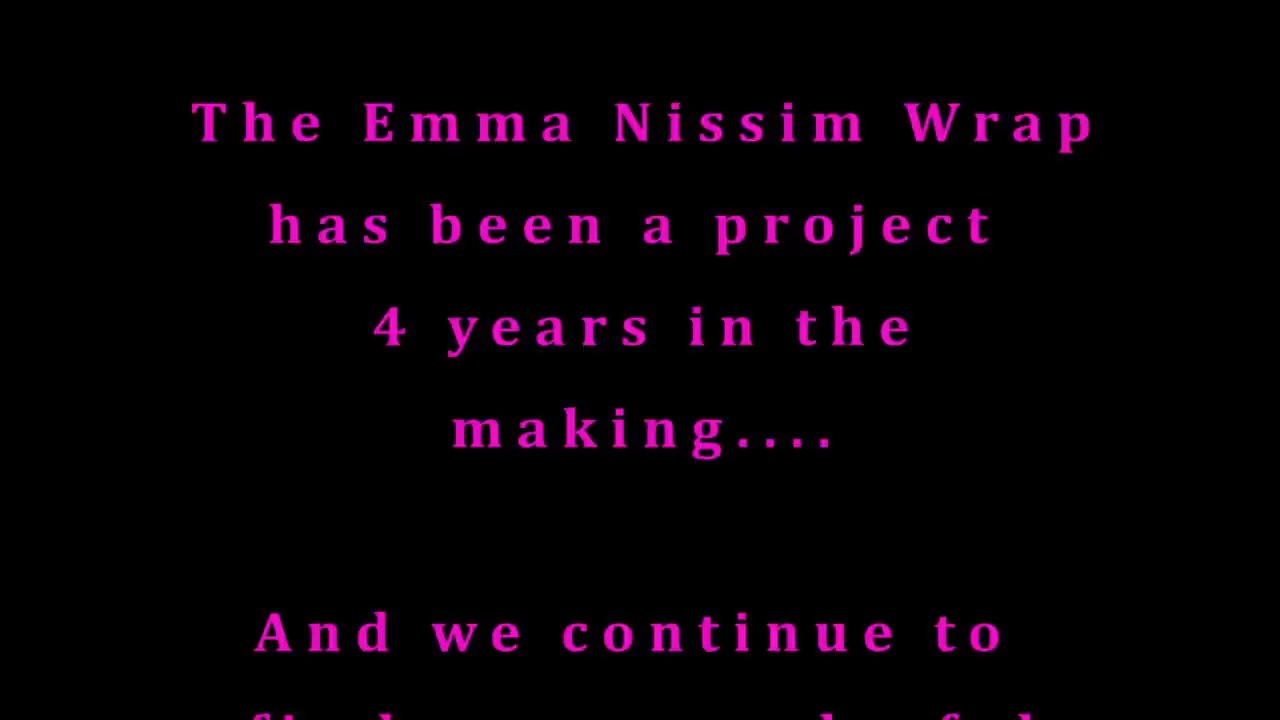 The Emma Nissim Wrap
has been a project
4 years in the
making....
And we continue to